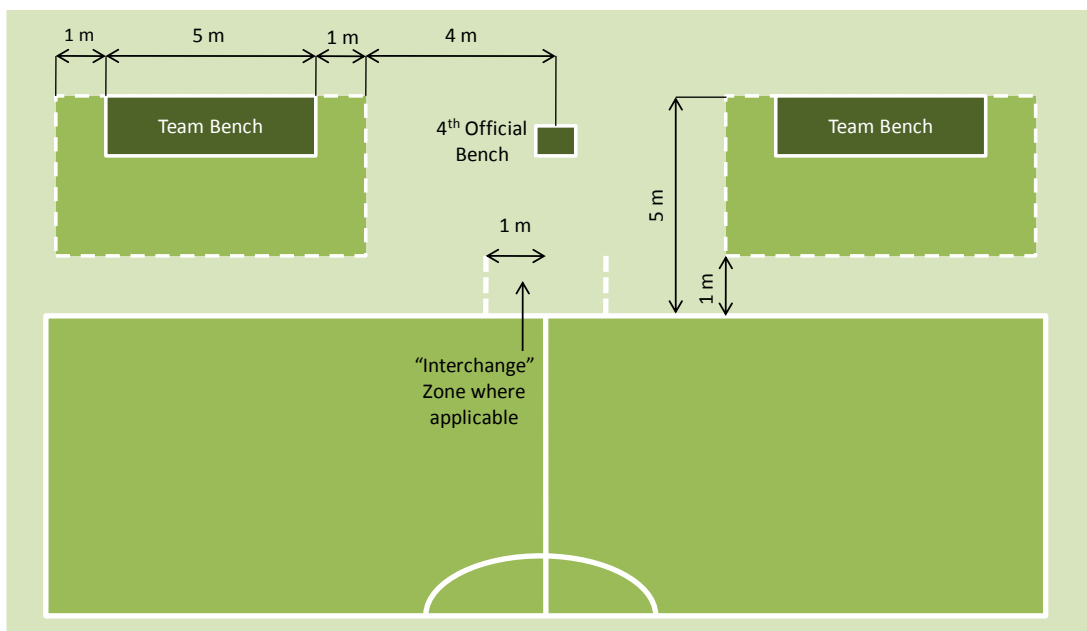 1 m
5 m
1 m
4 m
Team Bench
4th Official
Bench
Team Bench
5 m
1 m
1 m
“Interchange”
Zone where
applicable